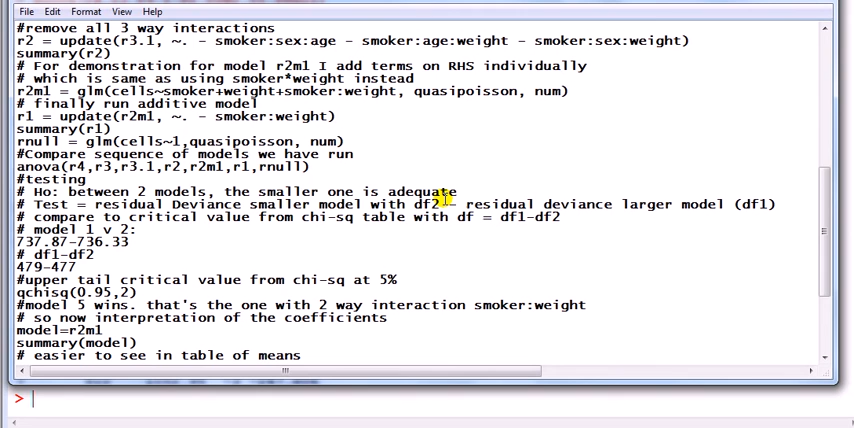 File Edit Format View Help
#remove all 3 way interactions
r2 = update(r3.1, ~. - smoker:sex:age - smoker:age:weight - smoker:sex:weight)
summary(r2)
# For demonstration for model r2m1 I add terms on RHS individually
# which is same as using smoker*weight instead
r2m1 = glm(cells~smoker+weight+smoker:weight, quasipoisson, num)
# finally run additive model
r1 = update(r2m1, ~. - smoker:weight)
summary(r1)
rnull = glm(cells~1,quasipoisson, num)
#Compare sequence of models we have run
anova(r4,r3,r3.1,r2,r2m1,r1,rnull)
#testing
# Ho: between 2 models, the smaller one is adequate
# Test = residual Deviance smaller model with df2 - residual deviance larger model (df1)
# compare to critical value from chi-sq table with df = df1-df2
# model 1 v 2:
737.87-736.33
# df1-df2
479-477
#upper tail critical value from chi-sq at 5%
qchisq(0.95,2)
#model 5 wins. that's the one with 2 way interaction smoker:weight
# so now interpretation of the coefficients
model=r2m1
summary(model)
# easier to see in table of means
>